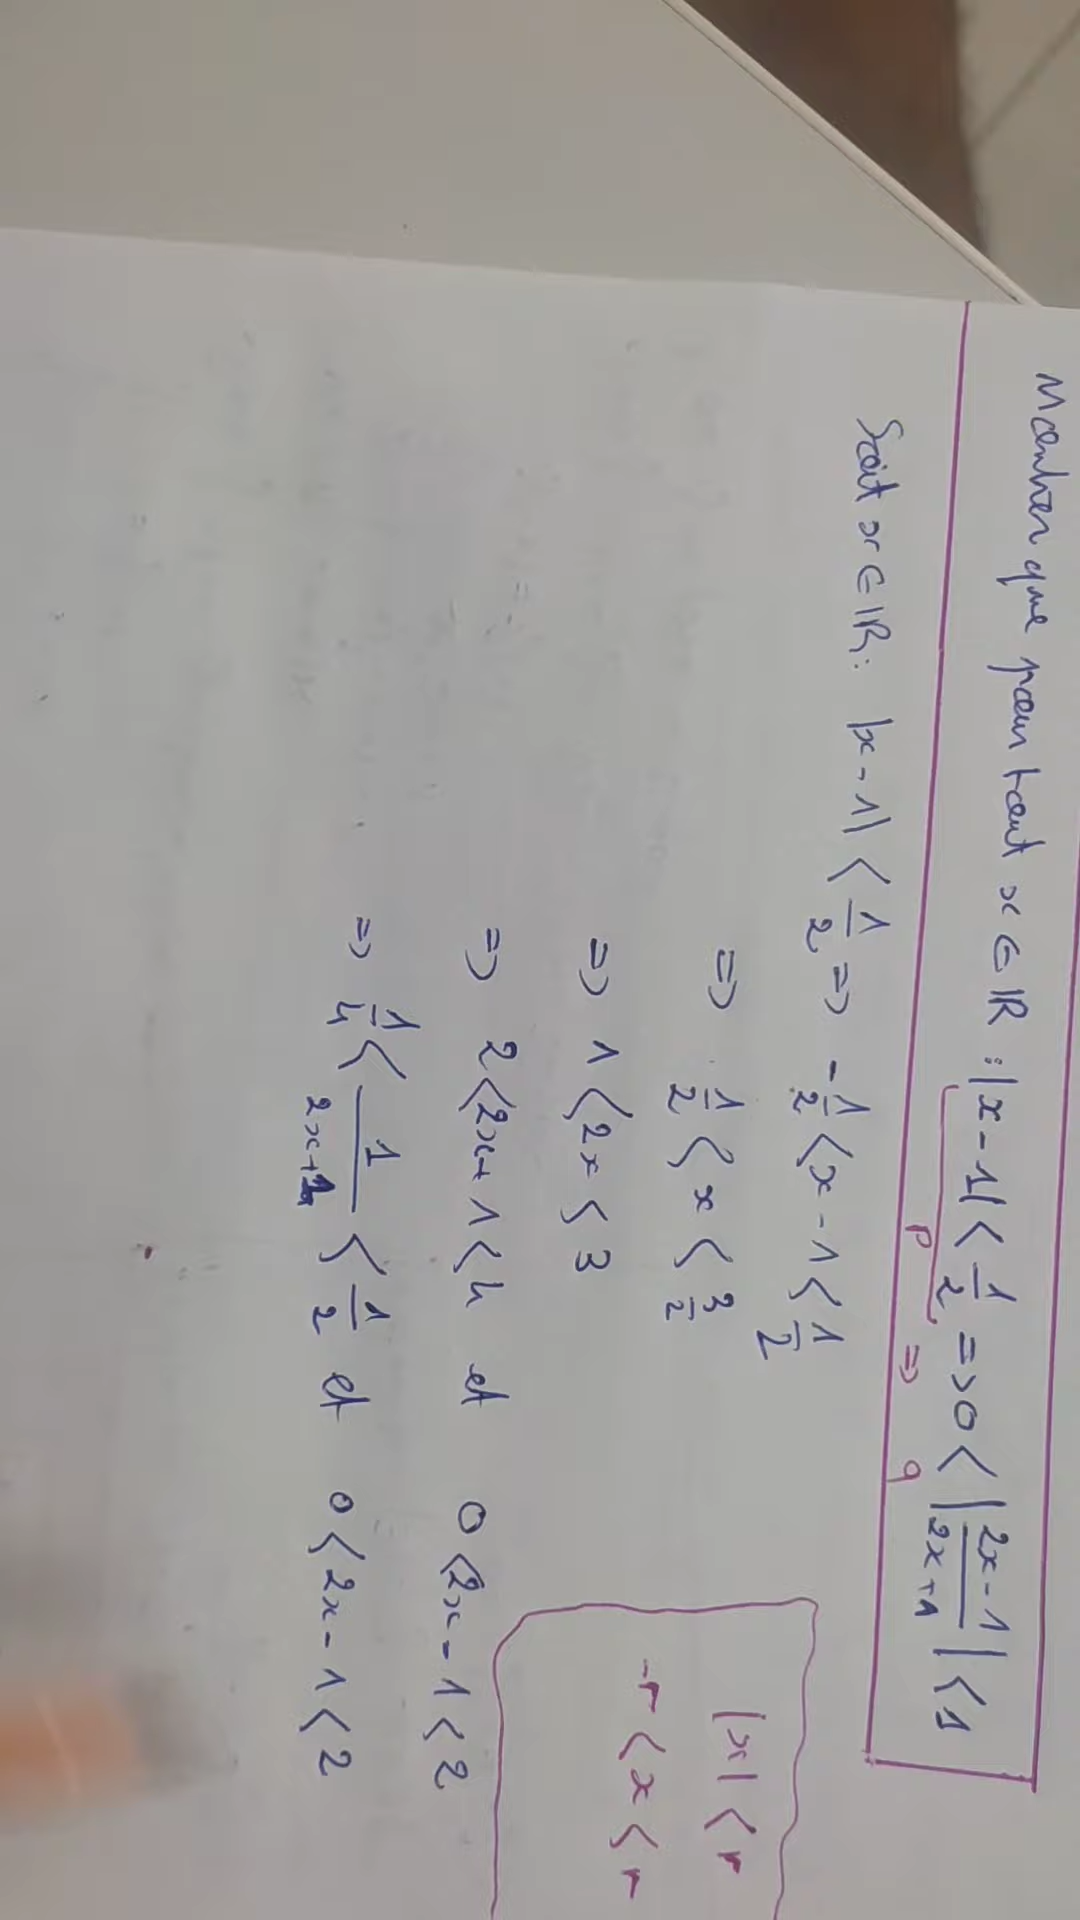 Montrer que pour tout x ∈ ℝ : |x - 1| < 1/2 => 0 < |(2x - 1)/(2x + 1)| < 1
p => q
Soit x ∈ ℝ : |x - 1| < 1/2 => -1/2 < x - 1 < 1/2
=> 1/2 < x < 3/2
=> 1 < 2x < 3
=> 2 < 2x + 1 < 4 et 0 < 2x - 1 < 2
=> 1/4 < 1/(2x + 1) < 1/2 et 0 < 2x - 1 < 2
|x| < r
-r < x < r